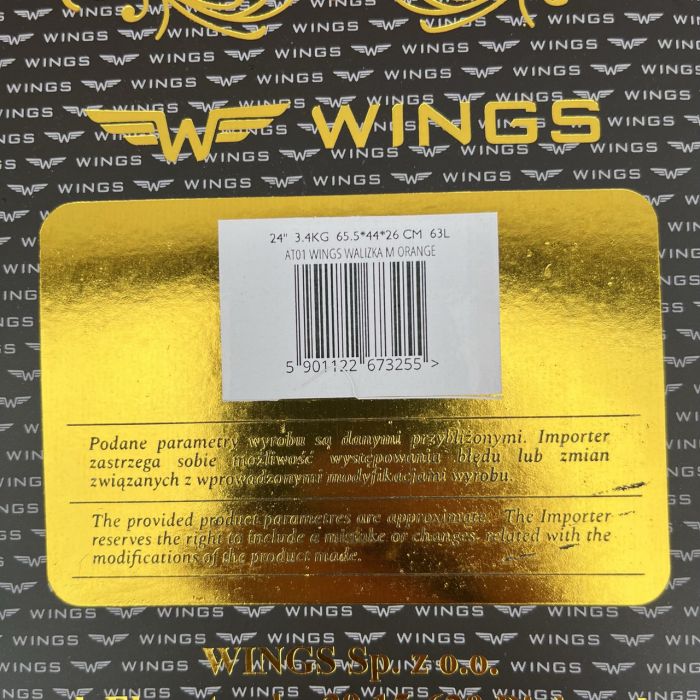 WINGS
24" 3.4KG 65.5*44*26 CM 63L
AT01 WINGS WALIZKA M ORANGE
5 901122 673255 >
Podane parametry wyrobu są danymi przybliżonymi. Importer
zastrzega sobie możliwość występowania błędu lub zmian
związanych z wprowadzonymi modyfikacjami wyrobu.
The provided product parametres are approximate. The Importer
reserves the right to include a mistake or changes, related with the
modifications of the product made.
WINGS Sp. z o.o.